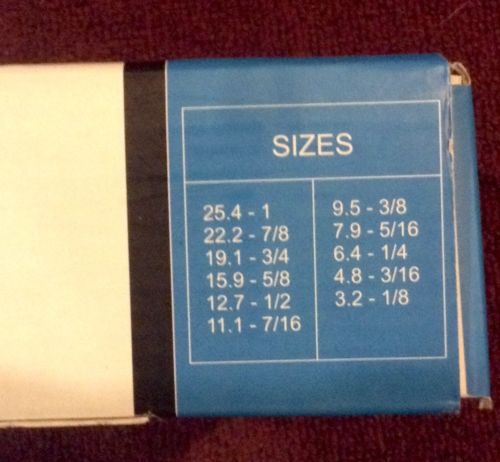 SIZES
25.4 - 1
22.2 - 7/8
19.1 - 3/4
15.9 - 5/8
12.7 - 1/2
11.1 - 7/16
9.5 - 3/8
7.9 - 5/16
6.4 - 1/4
4.8 - 3/16
3.2 - 1/8